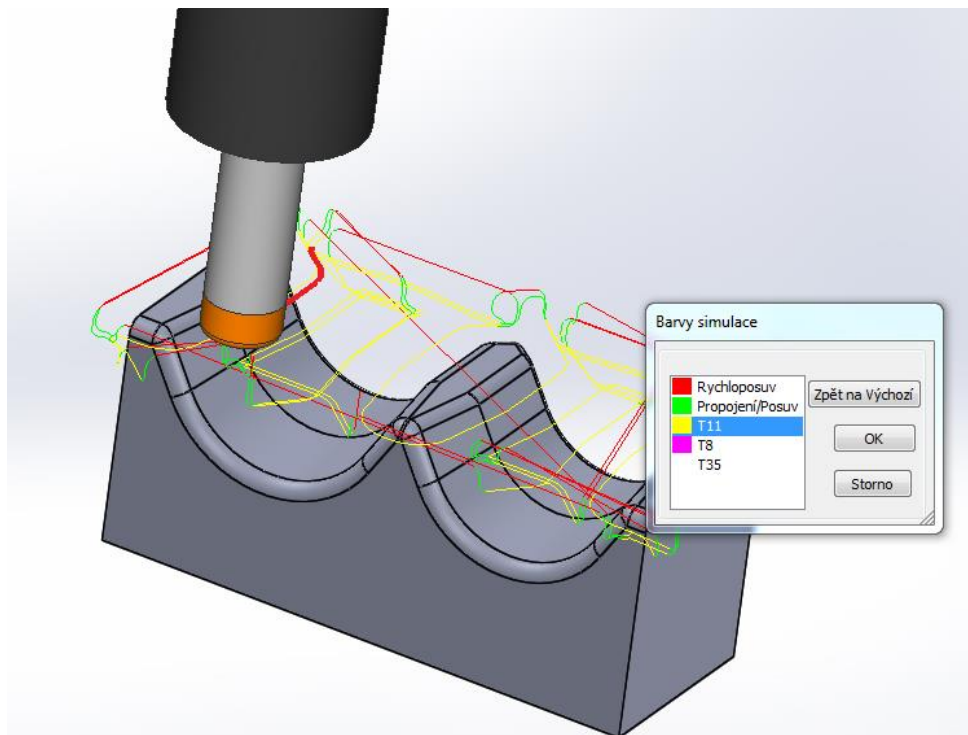 Barvy simulace
Rychloposuv
Propojení/Posuv
T11
T8
T35
Zpět na Výchozí
OK
Storno